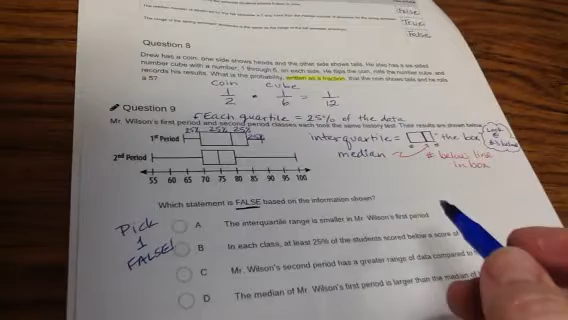 false
True
False
Question 8
Drew has a coin: one side shows heads and the other side shows tails. He also has a six-sided
number cube with a number, 1 through 6, on each side. He flips the coin, rolls the number cube, and
records his results. What is the probability, written as a fraction, that the coin shows tails and he rolls
a 5?
coin cube
1/2 • 1/6 = 1/12
Question 9
Each quartile = 25% of the data
Mr. Wilson's first period and second period classes each took the same history test. Their results are shown below.
25% 25% 25% 25%
1st Period
interquartile = the box
2nd Period
median = # below line
in box
55 60 65 70 75 80 85 90 95 100
Which statement is FALSE based on the information shown?
Pick
1
FALSE!
A The interquartile range is smaller in Mr. Wilson's first period
B In each class, at least 25% of the students scored below a score of
C Mr. Wilson's second period has a greater range of data compared to
D The median of Mr. Wilson's first period is larger than the median of